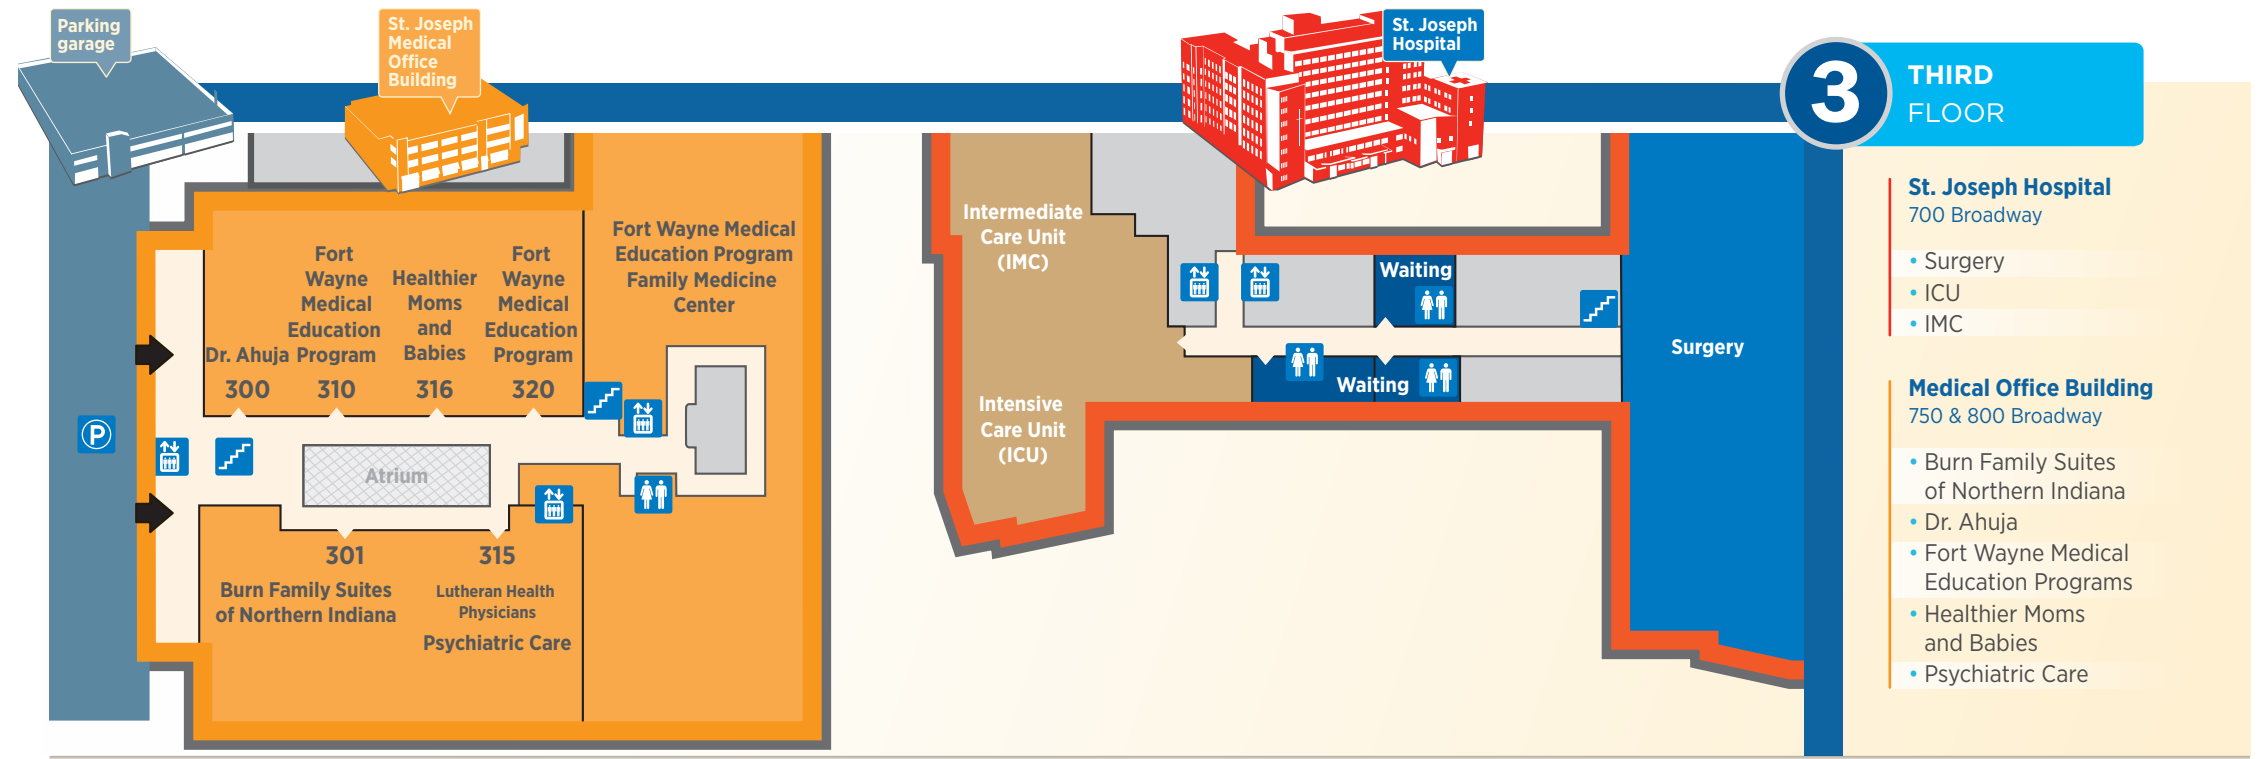 Parking
garage
St. Joseph
Medical
Office
Building
St. Joseph
Hospital
3
THIRD
FLOOR
Fort
Wayne
Medical
Education
Program
310
Dr. Ahuja
300
Healthier
Moms
and
Babies
316
Fort
Wayne
Medical
Education
Program
320
Fort Wayne Medical
Education Program
Family Medicine
Center
P
Atrium
301
Burn Family Suites
of Northern Indiana
315
Lutheran Health
Physicians
Psychiatric Care
Intermediate
Care Unit
(IMC)
Intensive
Care Unit
(ICU)
Waiting
Waiting
Surgery
St. Joseph Hospital
700 Broadway
• Surgery
• ICU
• IMC
Medical Office Building
750 & 800 Broadway
• Burn Family Suites
of Northern Indiana
• Dr. Ahuja
• Fort Wayne Medical
Education Programs
• Healthier Moms
and Babies
• Psychiatric Care